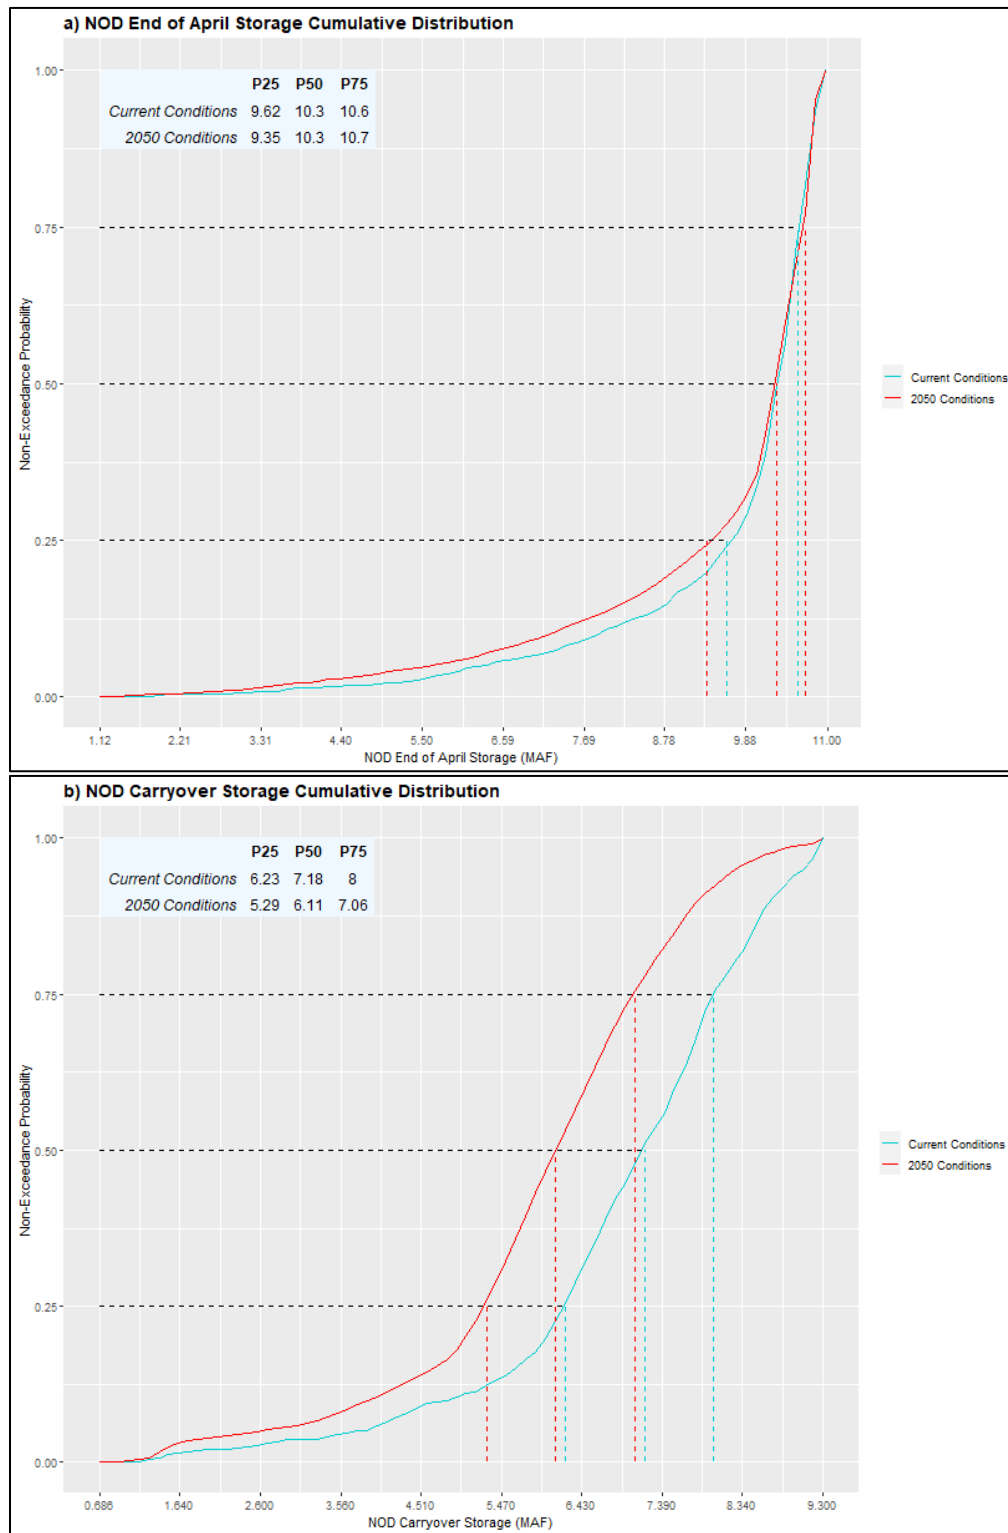 a) NOD End of April Storage Cumulative Distribution
P25 P50 P75
Current Conditions 9.62 10.3 10.6
2050 Conditions 9.35 10.3 10.7
1.00
0.75
0.50
0.25
0.00
Non-Exceedance Probability
1.12 2.21 3.31 4.40 5.50 6.59 7.69 8.78 9.88 11.00
NOD End of April Storage (MAF)
Current Conditions
2050 Conditions
b) NOD Carryover Storage Cumulative Distribution
P25 P50 P75
Current Conditions 6.23 7.18 8
2050 Conditions 5.29 6.11 7.06
1.00
0.75
0.50
0.25
0.00
Non-Exceedance Probability
0.686 1.640 2.600 3.560 4.510 5.470 6.430 7.390 8.340 9.300
NOD Carryover Storage (MAF)
Current Conditions
2050 Conditions